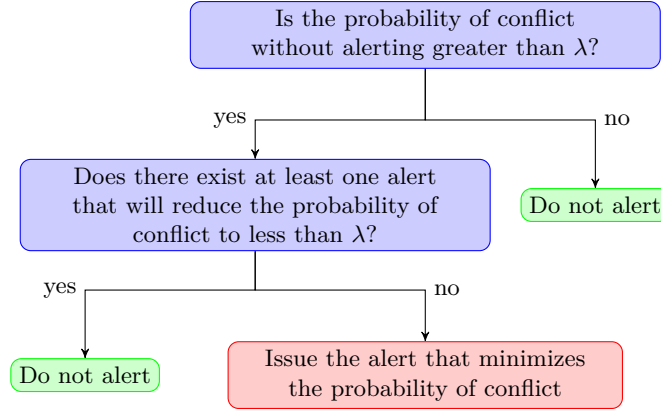 Is the probability of conflict
without alerting greater than λ?
yes
no
Does there exist at least one alert
that will reduce the probability of
conflict to less than λ?
Do not alert
yes
no
Do not alert
Issue the alert that minimizes
the probability of conflict